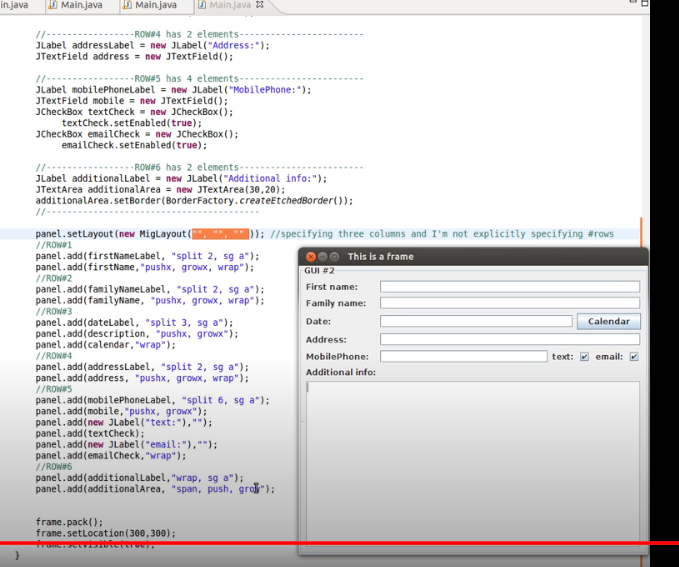 in.java Main.java Main.java Main.java
//-----------------ROW#4 has 2 elements------------------------
JLabel addressLabel = new JLabel("Address:");
JTextField address = new JTextField();
//-----------------ROW#5 has 4 elements------------------------
JLabel mobilePhoneLabel = new JLabel("MobilePhone:");
JTextField mobile = new JTextField();
JCheckBox textCheck = new JCheckBox();
textCheck.setEnabled(true);
JCheckBox emailCheck = new JCheckBox();
emailCheck.setEnabled(true);
//-----------------ROW#6 has 2 elements------------------------
JLabel additionalLabel = new JLabel("Additional info:");
JTextArea additionalArea = new JTextArea(30,20);
additionalArea.setBorder(BorderFactory.createEtchedBorder());
//-----------------------------------------
panel.setLayout(new MigLayout("", "", "" )); //specifying three columns and I'm not explicitly specifying #rows
//ROW#1
panel.add(firstNameLabel, "split 2, sg a");
panel.add(firstName,"pushx, growx, wrap");
//ROW#2
panel.add(familyNameLabel, "split 2, sg a");
panel.add(familyName, "pushx, growx, wrap");
//ROW#3
panel.add(dateLabel, "split 3, sg a");
panel.add(description, "pushx, growx");
panel.add(calendar,"wrap");
//ROW#4
panel.add(addressLabel, "split 2, sg a");
panel.add(address, "pushx, growx, wrap");
//ROW#5
panel.add(mobilePhoneLabel, "split 6, sg a");
panel.add(mobile,"pushx, growx");
panel.add(new JLabel("text:"),"");
panel.add(textCheck);
panel.add(new JLabel("email:"),"");
panel.add(emailCheck,"wrap");
//ROW#6
panel.add(additionalLabel,"wrap, sg a");
panel.add(additionalArea, "span, push, grow");
frame.pack();
frame.setLocation(300,300);
frame.setVisible(true);
}
This is a frame
GUI #2
First name:
Family name:
Date: Calendar
Address:
MobilePhone: text: email:
Additional info: